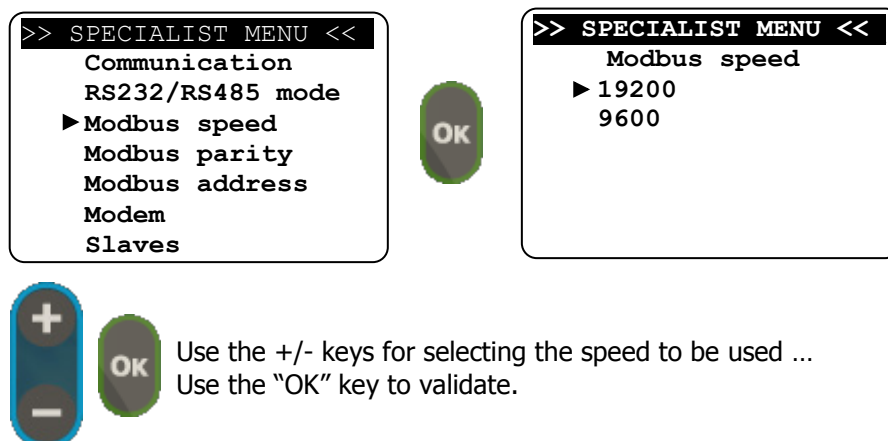 >> SPECIALIST MENU <<
Communication
RS232/RS485 mode
►Modbus speed
Modbus parity
Modbus address
Modem
Slaves
OK
>> SPECIALIST MENU <<
Modbus speed
►19200
9600
+
−
OK
Use the +/- keys for selecting the speed to be used …
Use the “OK” key to validate.